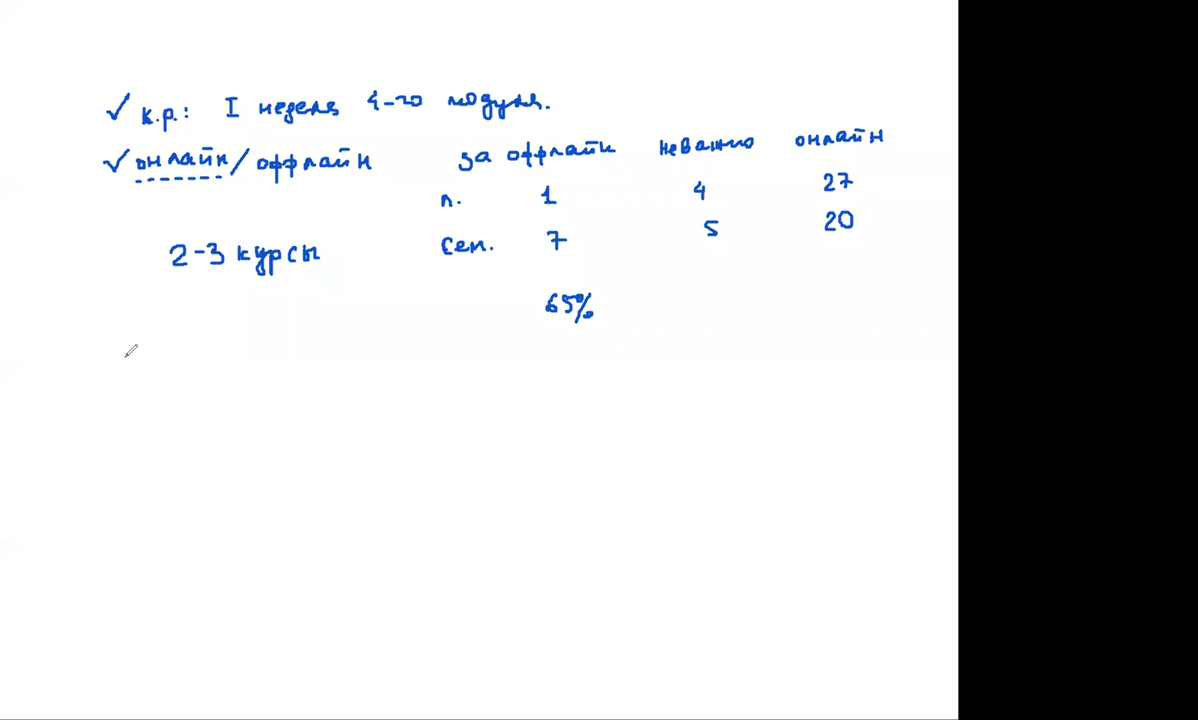 ✓ к.р.: I неделя 4-го модуля.
✓ онлайн/оффлайн за оффлайн неважно онлайн
л. 1 4 27
2-3 курсы сем. 7 5 20
65%